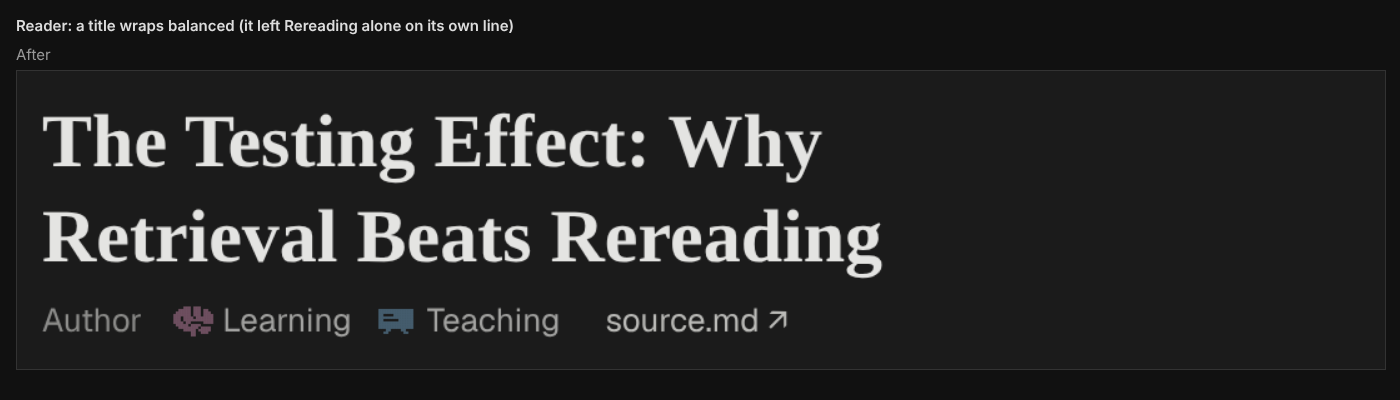 Reader: a title wraps balanced (it left Rereading alone on its own line)
After
The Testing Effect: Why
Retrieval Beats Rereading
Author Learning Teaching source.md ↗